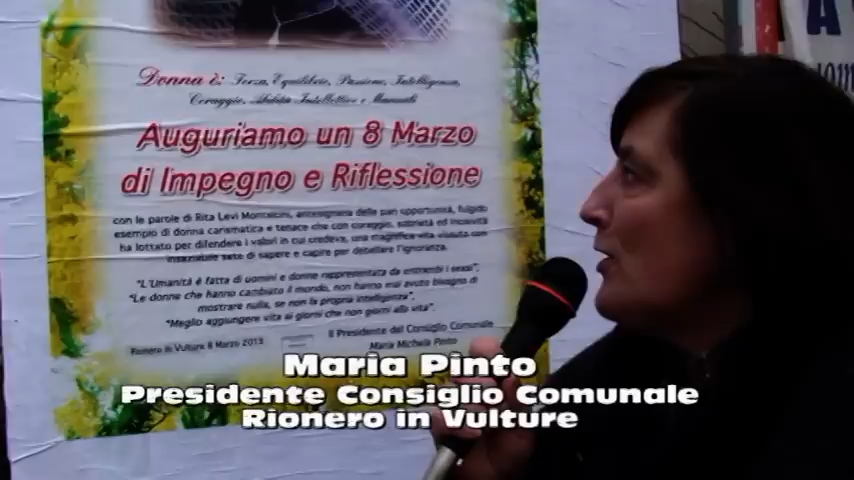 Donna è: Forza, Equilibrio, Passione, Intelligenza,
Coraggio, Abilità Intellettive e Manuali
Auguriamo un 8 Marzo
di Impegno e Riflessione
con le parole di Rita Levi Montalcini, antesignana delle pari opportunità, fulgido
esempio di donna carismatica e tenace che con coraggio, sobrietà ed incisività
ha lottato per difendere i valori in cui credeva, una magnifica vita vissuta con
insaziabile sete di sapere e capire per debellare l'ignoranza.
"L'Umanità è fatta di uomini e donne rappresentata da entrambi i sessi",
"Le donne che hanno cambiato il mondo, non hanno mai avuto bisogno di
mostrare nulla, se non la propria intelligenza",
"Meglio aggiungere vita ai giorni che non giorni alla vita".
Il Presidente del Consiglio Comunale
Maria Michela Pinto
Rionero in Vulture 8 Marzo 2013
Maria Pinto
Presidente Consiglio Comunale
Rionero in Vulture